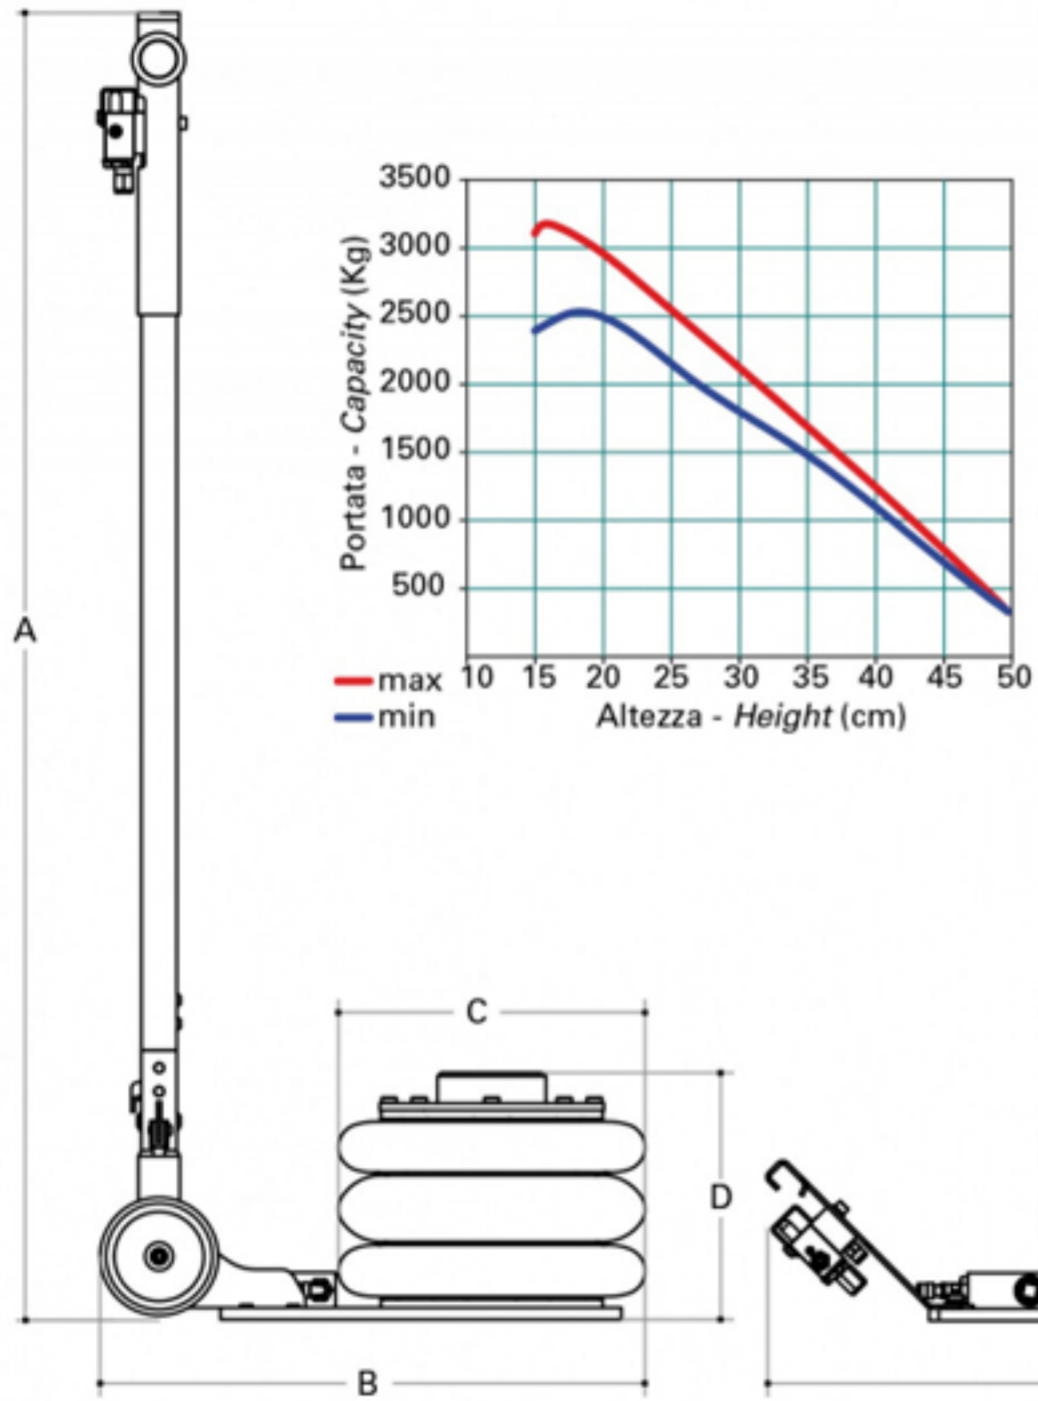 3500
3000
2500
2000
1500
1000
500
Portata - Capacity (Kg)
10 15 20 25 30 35 40 45 50
Altezza - Height (cm)
max
min
A
C
D
B